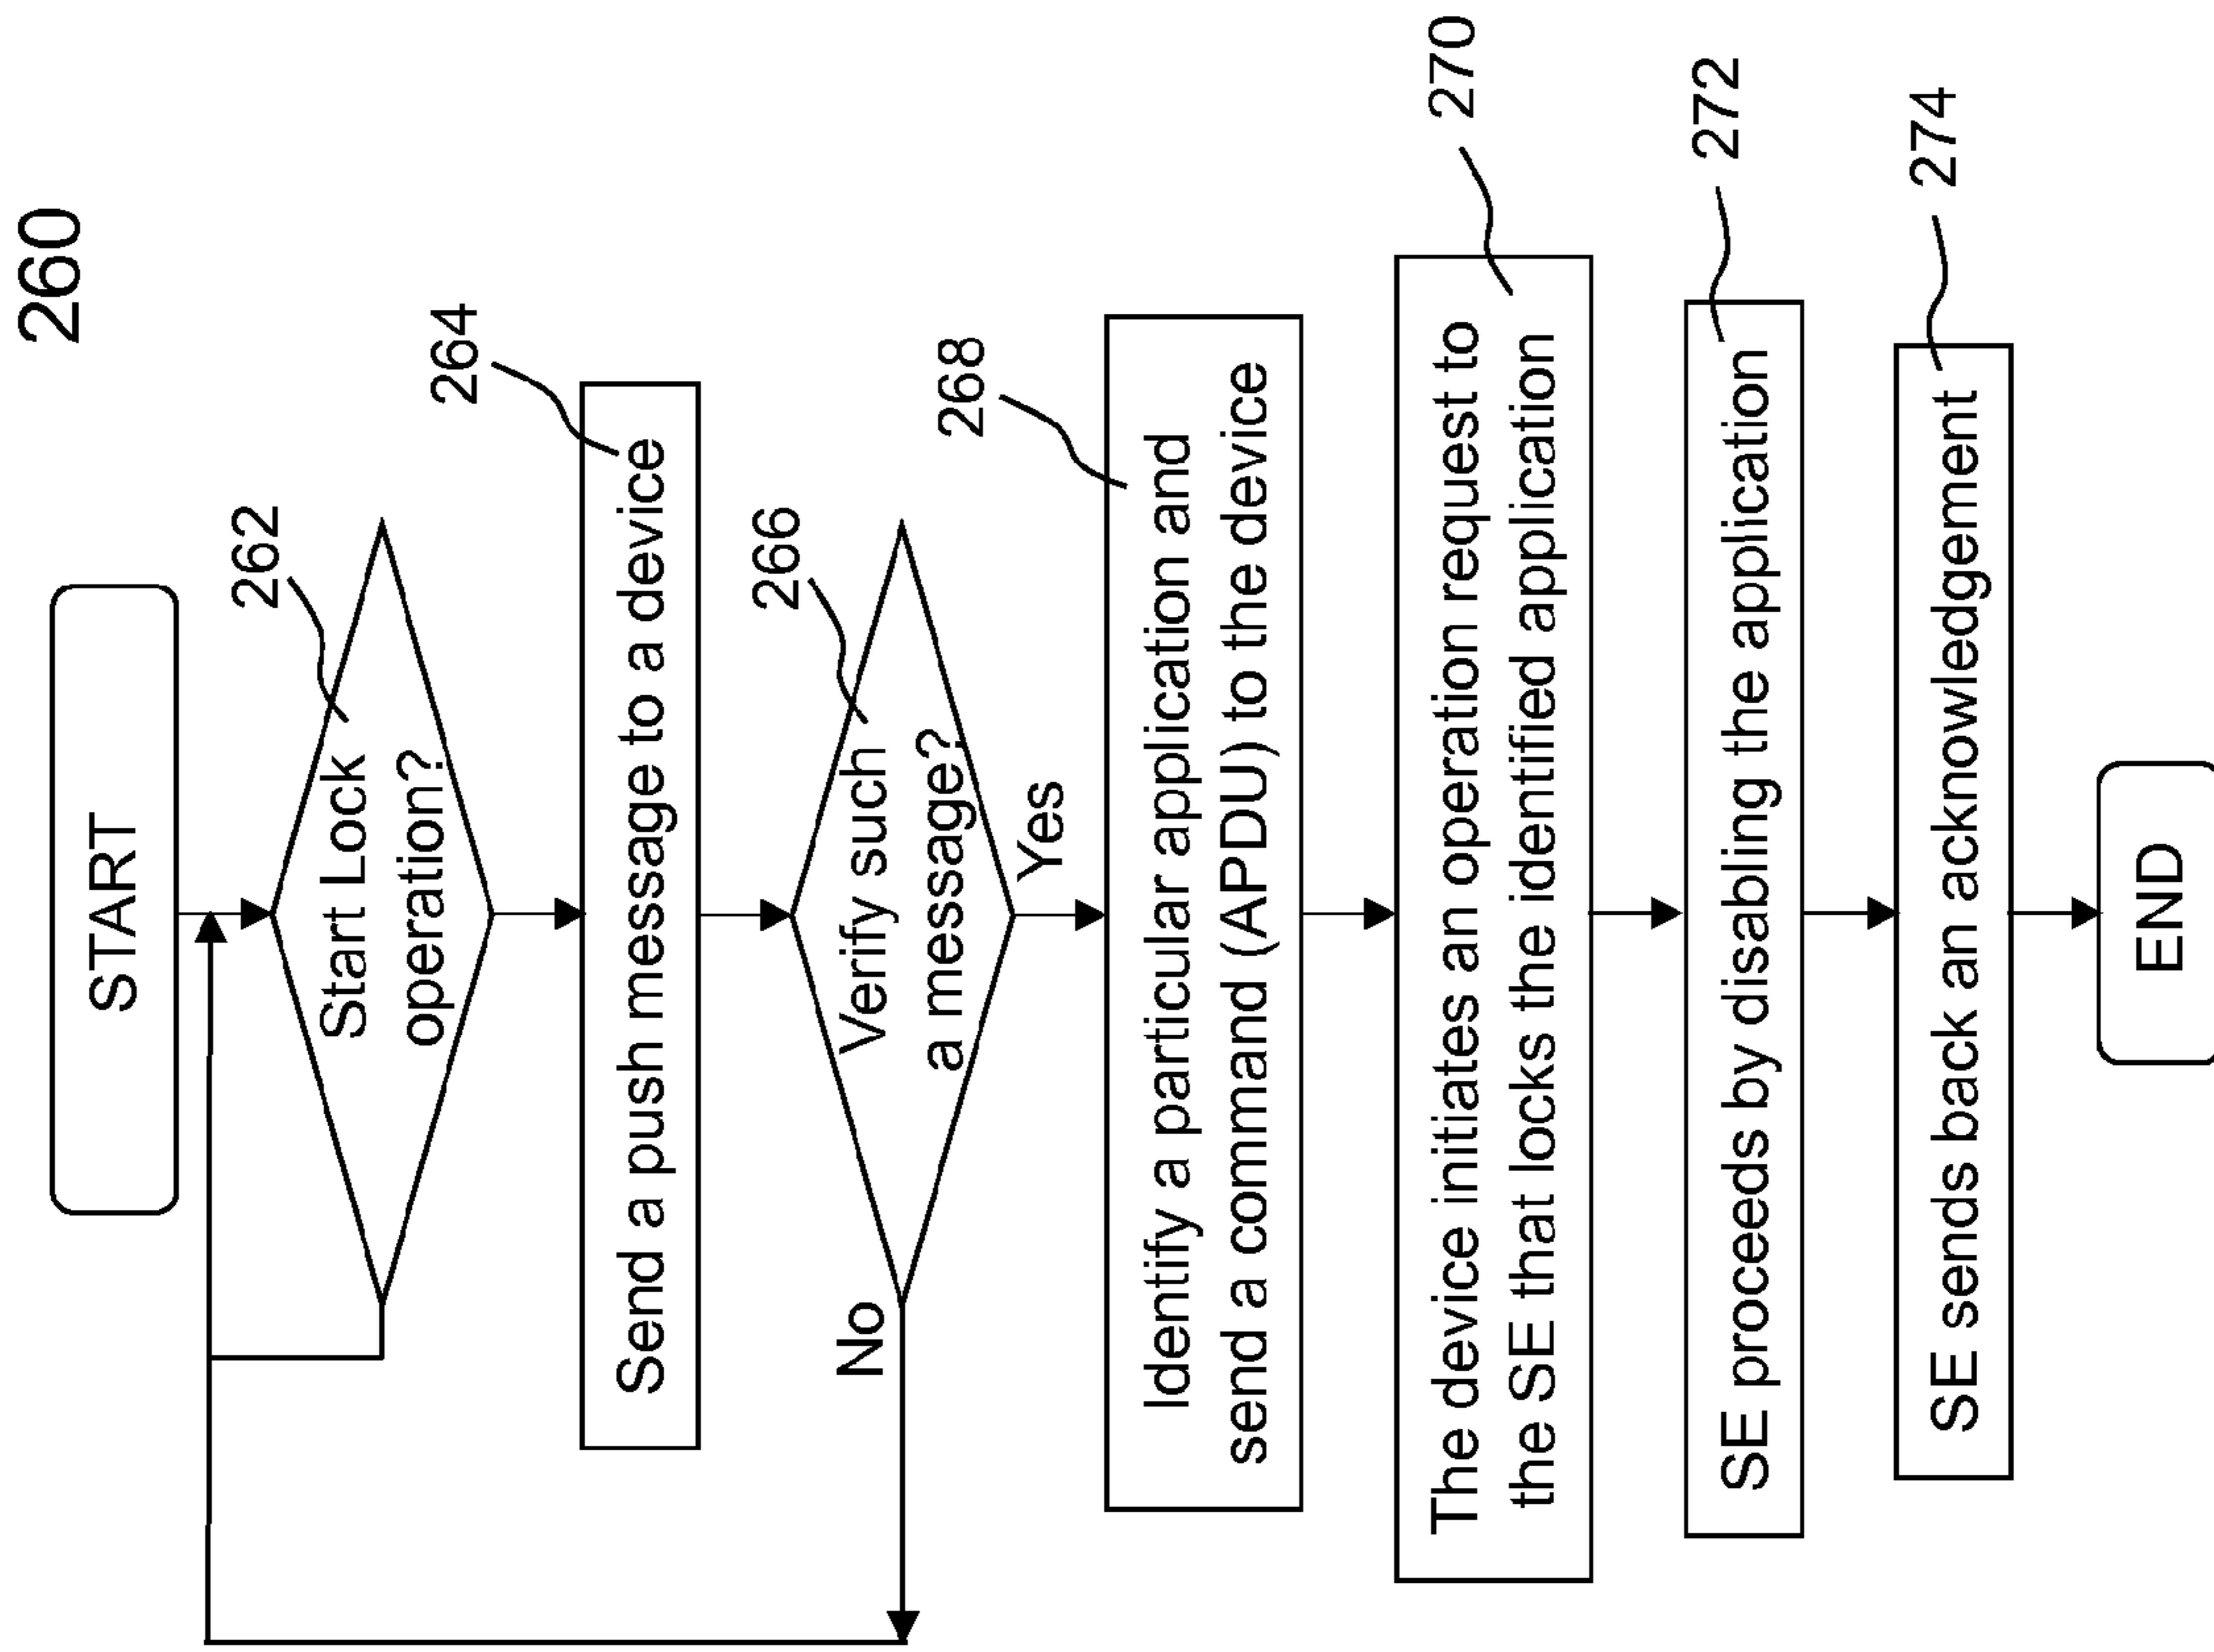 260
START
262
Start Lock
operation?
264
Send a push message to a device
266
Verify such
a message?
No
Yes
268
Identify a particular application and
send a command (APDU) to the device
270
The device initiates an operation request to
the SE that locks the identified application
272
SE proceeds by disabling the application
274
SE sends back an acknowledgement
END